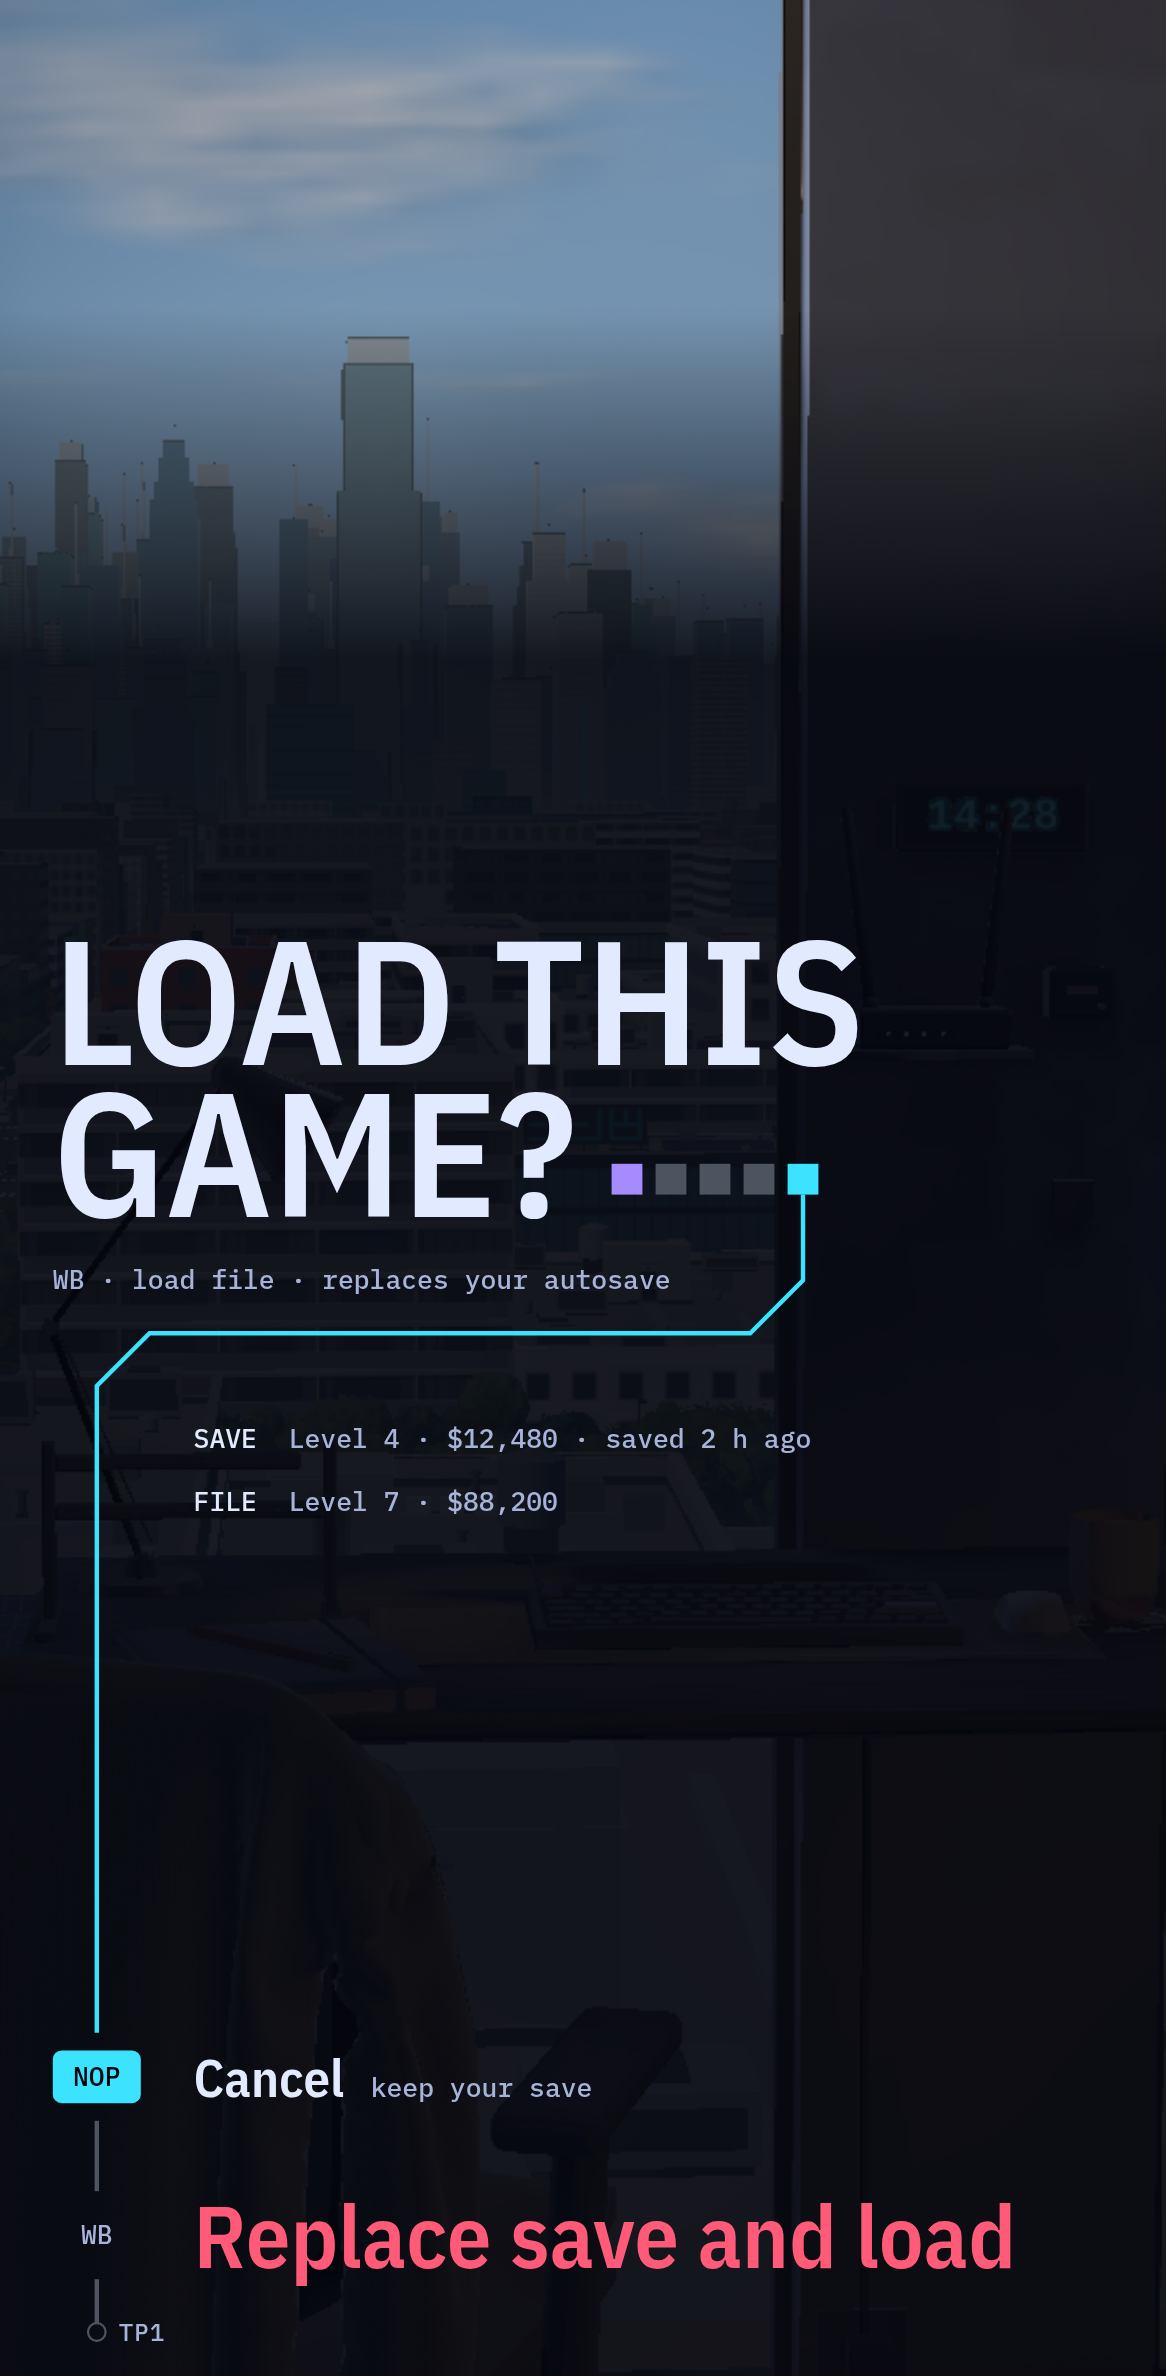 14:28
LOAD THIS
GAME?
WB · load file · replaces your autosave
SAVE Level 4 · $12,480 · saved 2 h ago
FILE Level 7 · $88,200
NOP Cancel keep your save
WB Replace save and load
TP1